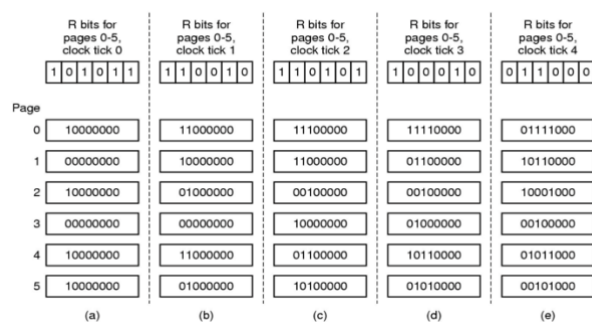 R bits for R bits for R bits for R bits for R bits for
pages 0-5, pages 0-5, pages 0-5, pages 0-5, pages 0-5,
clock tick 0 clock tick 1 clock tick 2 clock tick 3 clock tick 4
1 0 1 0 1 1 1 1 0 0 1 0 1 1 0 1 0 1 1 0 0 0 1 0 0 1 1 0 0 0
Page
0 10000000 11000000 11100000 11110000 01111000
1 00000000 10000000 11000000 01100000 10110000
2 10000000 01000000 00100000 00100000 10001000
3 00000000 00000000 10000000 01000000 00100000
4 10000000 11000000 01100000 10110000 01011000
5 10000000 01000000 10100000 01010000 00101000
(a) (b) (c) (d) (e)